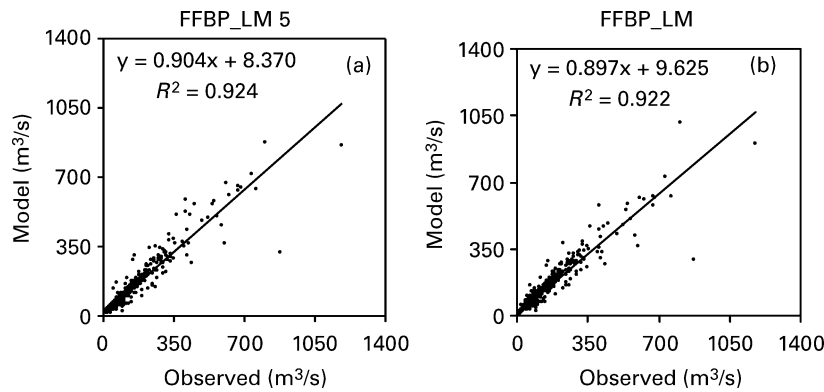 FFBP_LM 5
1400
y = 0.904x + 8.370
(a)
R² = 0.924
1050
700
350
0
Model (m³/s)
0 350 700 1050 1400
Observed (m³/s)
FFBP_LM
1400
y = 0.897x + 9.625
(b)
R² = 0.922
1050
700
350
0
Model (m³/s)
0 350 700 1050 1400
Observed (m³/s)